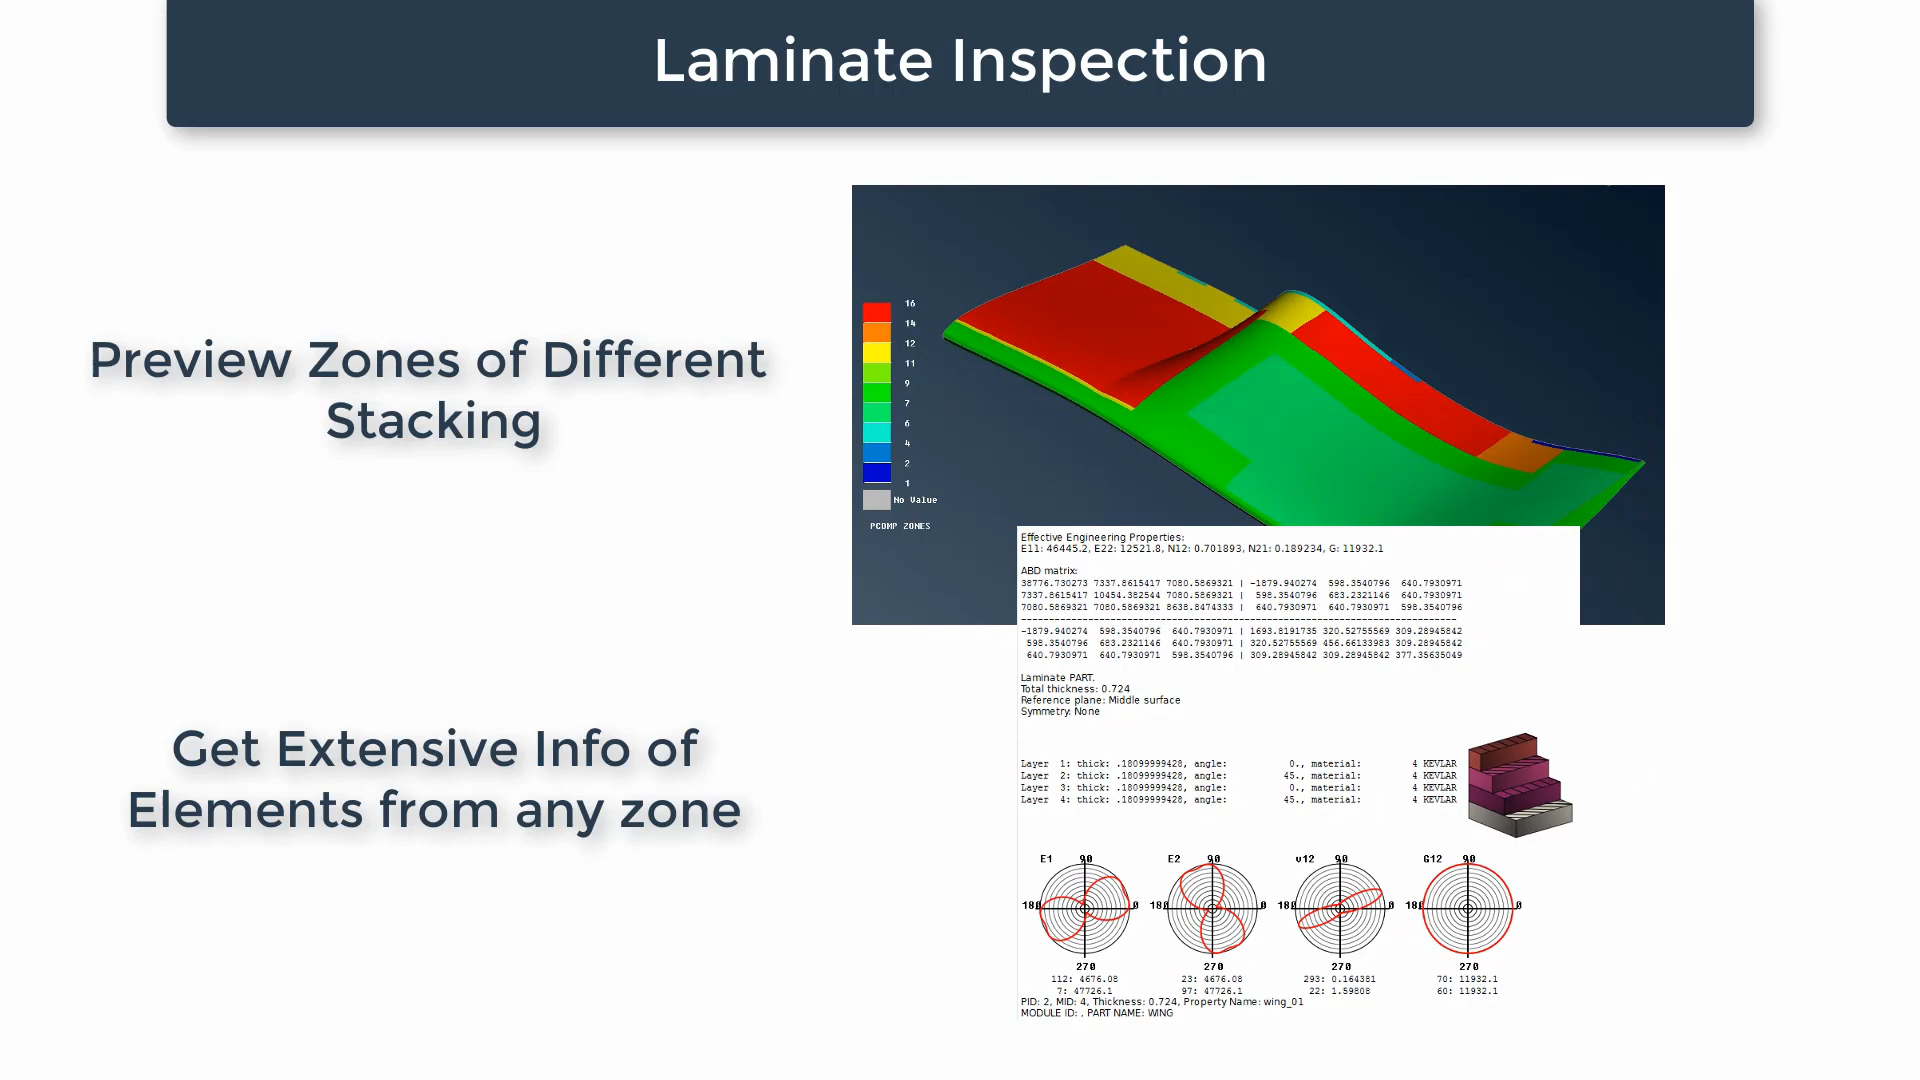 Laminate Inspection
Preview Zones of Different
Stacking
16
14
12
11
9
7
6
4
2
1
No Value
PCOMP ZONES
Get Extensive Info of
Elements from any zone
Effective Engineering Properties:
E11: 46445.2, E22: 12521.8, N12: 0.701893, N21: 0.189234, G: 11932.1
ABD matrix:
38776.730273 7337.8615417 7080.5869321 | -1879.940274 598.3540796 640.7930971
7337.8615417 10454.382544 7080.5869321 | 598.3540796 683.2321146 640.7930971
7080.5869321 7080.5869321 8638.8474333 | 640.7930971 640.7930971 598.3540796
--------------------------------------------------------------------------------
-1879.940274 598.3540796 640.7930971 | 1693.8191735 320.52755569 309.28945842
598.3540796 683.2321146 640.7930971 | 320.52755569 456.66133983 309.28945842
640.7930971 640.7930971 598.3540796 | 309.28945842 309.28945842 377.35635049
Laminate PART.
Total thickness: 0.724
Reference plane: Middle surface
Symmetry: None
Layer 1: thick: .18099999428, angle: 0., material: 4 KEVLAR
Layer 2: thick: .18099999428, angle: 45., material: 4 KEVLAR
Layer 3: thick: .18099999428, angle: 0., material: 4 KEVLAR
Layer 4: thick: .18099999428, angle: 45., material: 4 KEVLAR
E1 90 E2 90 v12 90 G12 90
180 0 180 0 180 0 180 0
270 270 270 270
112: 4676.08 23: 4676.08 293: 0.164381 70: 11932.1
7: 47726.1 97: 47726.1 22: 1.59808 60: 11932.1
PID: 2, MID: 4, Thickness: 0.724, Property Name: wing_01
MODULE ID: , PART NAME: WING